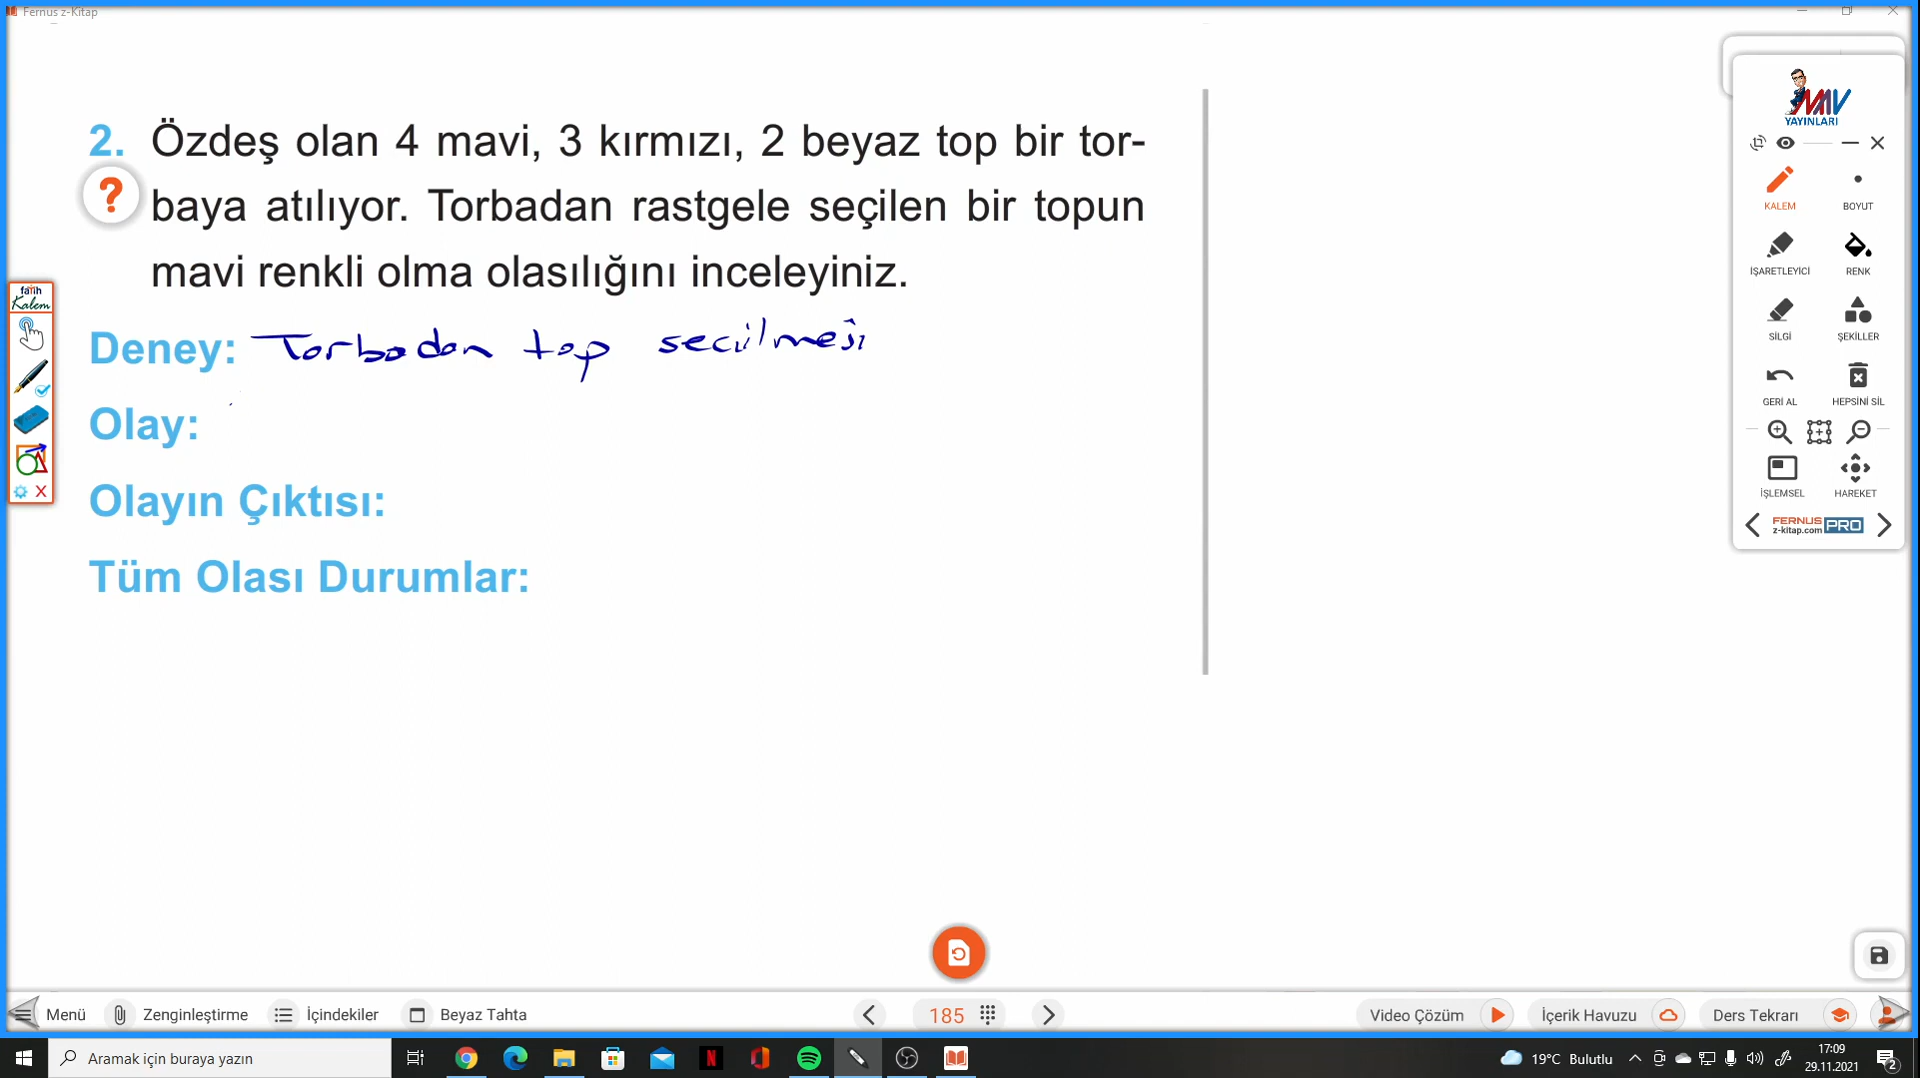 Fernus z-Kitap
2. Özdeş olan 4 mavi, 3 kırmızı, 2 beyaz top bir tor-
baya atılıyor. Torbadan rastgele seçilen bir topun
mavi renkli olma olasılığını inceleyiniz.
Deney: Torbadan top seçilmesi
Olay:
Olayın Çıktısı:
Tüm Olası Durumlar:
fatih
Kalem
X
MAV
YAYINLARI
KALEM
BOYUT
İŞARETLEYİCİ
RENK
SİLGİ
ŞEKİLLER
GERİ AL
HEPSİNİ SİL
İŞLEMSEL
HAREKET
FERNUS PRO
z-kitap.com
Menü
Zenginleştirme
İçindekiler
Beyaz Tahta
185
Video Çözüm
İçerik Havuzu
Ders Tekrarı
Aramak için buraya yazın
19°C Bulutlu
17:09
29.11.2021
2